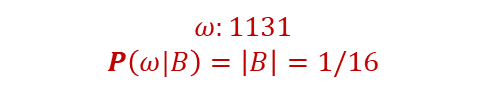 ω: 1131
P(ω|B) = |B| = 1/16